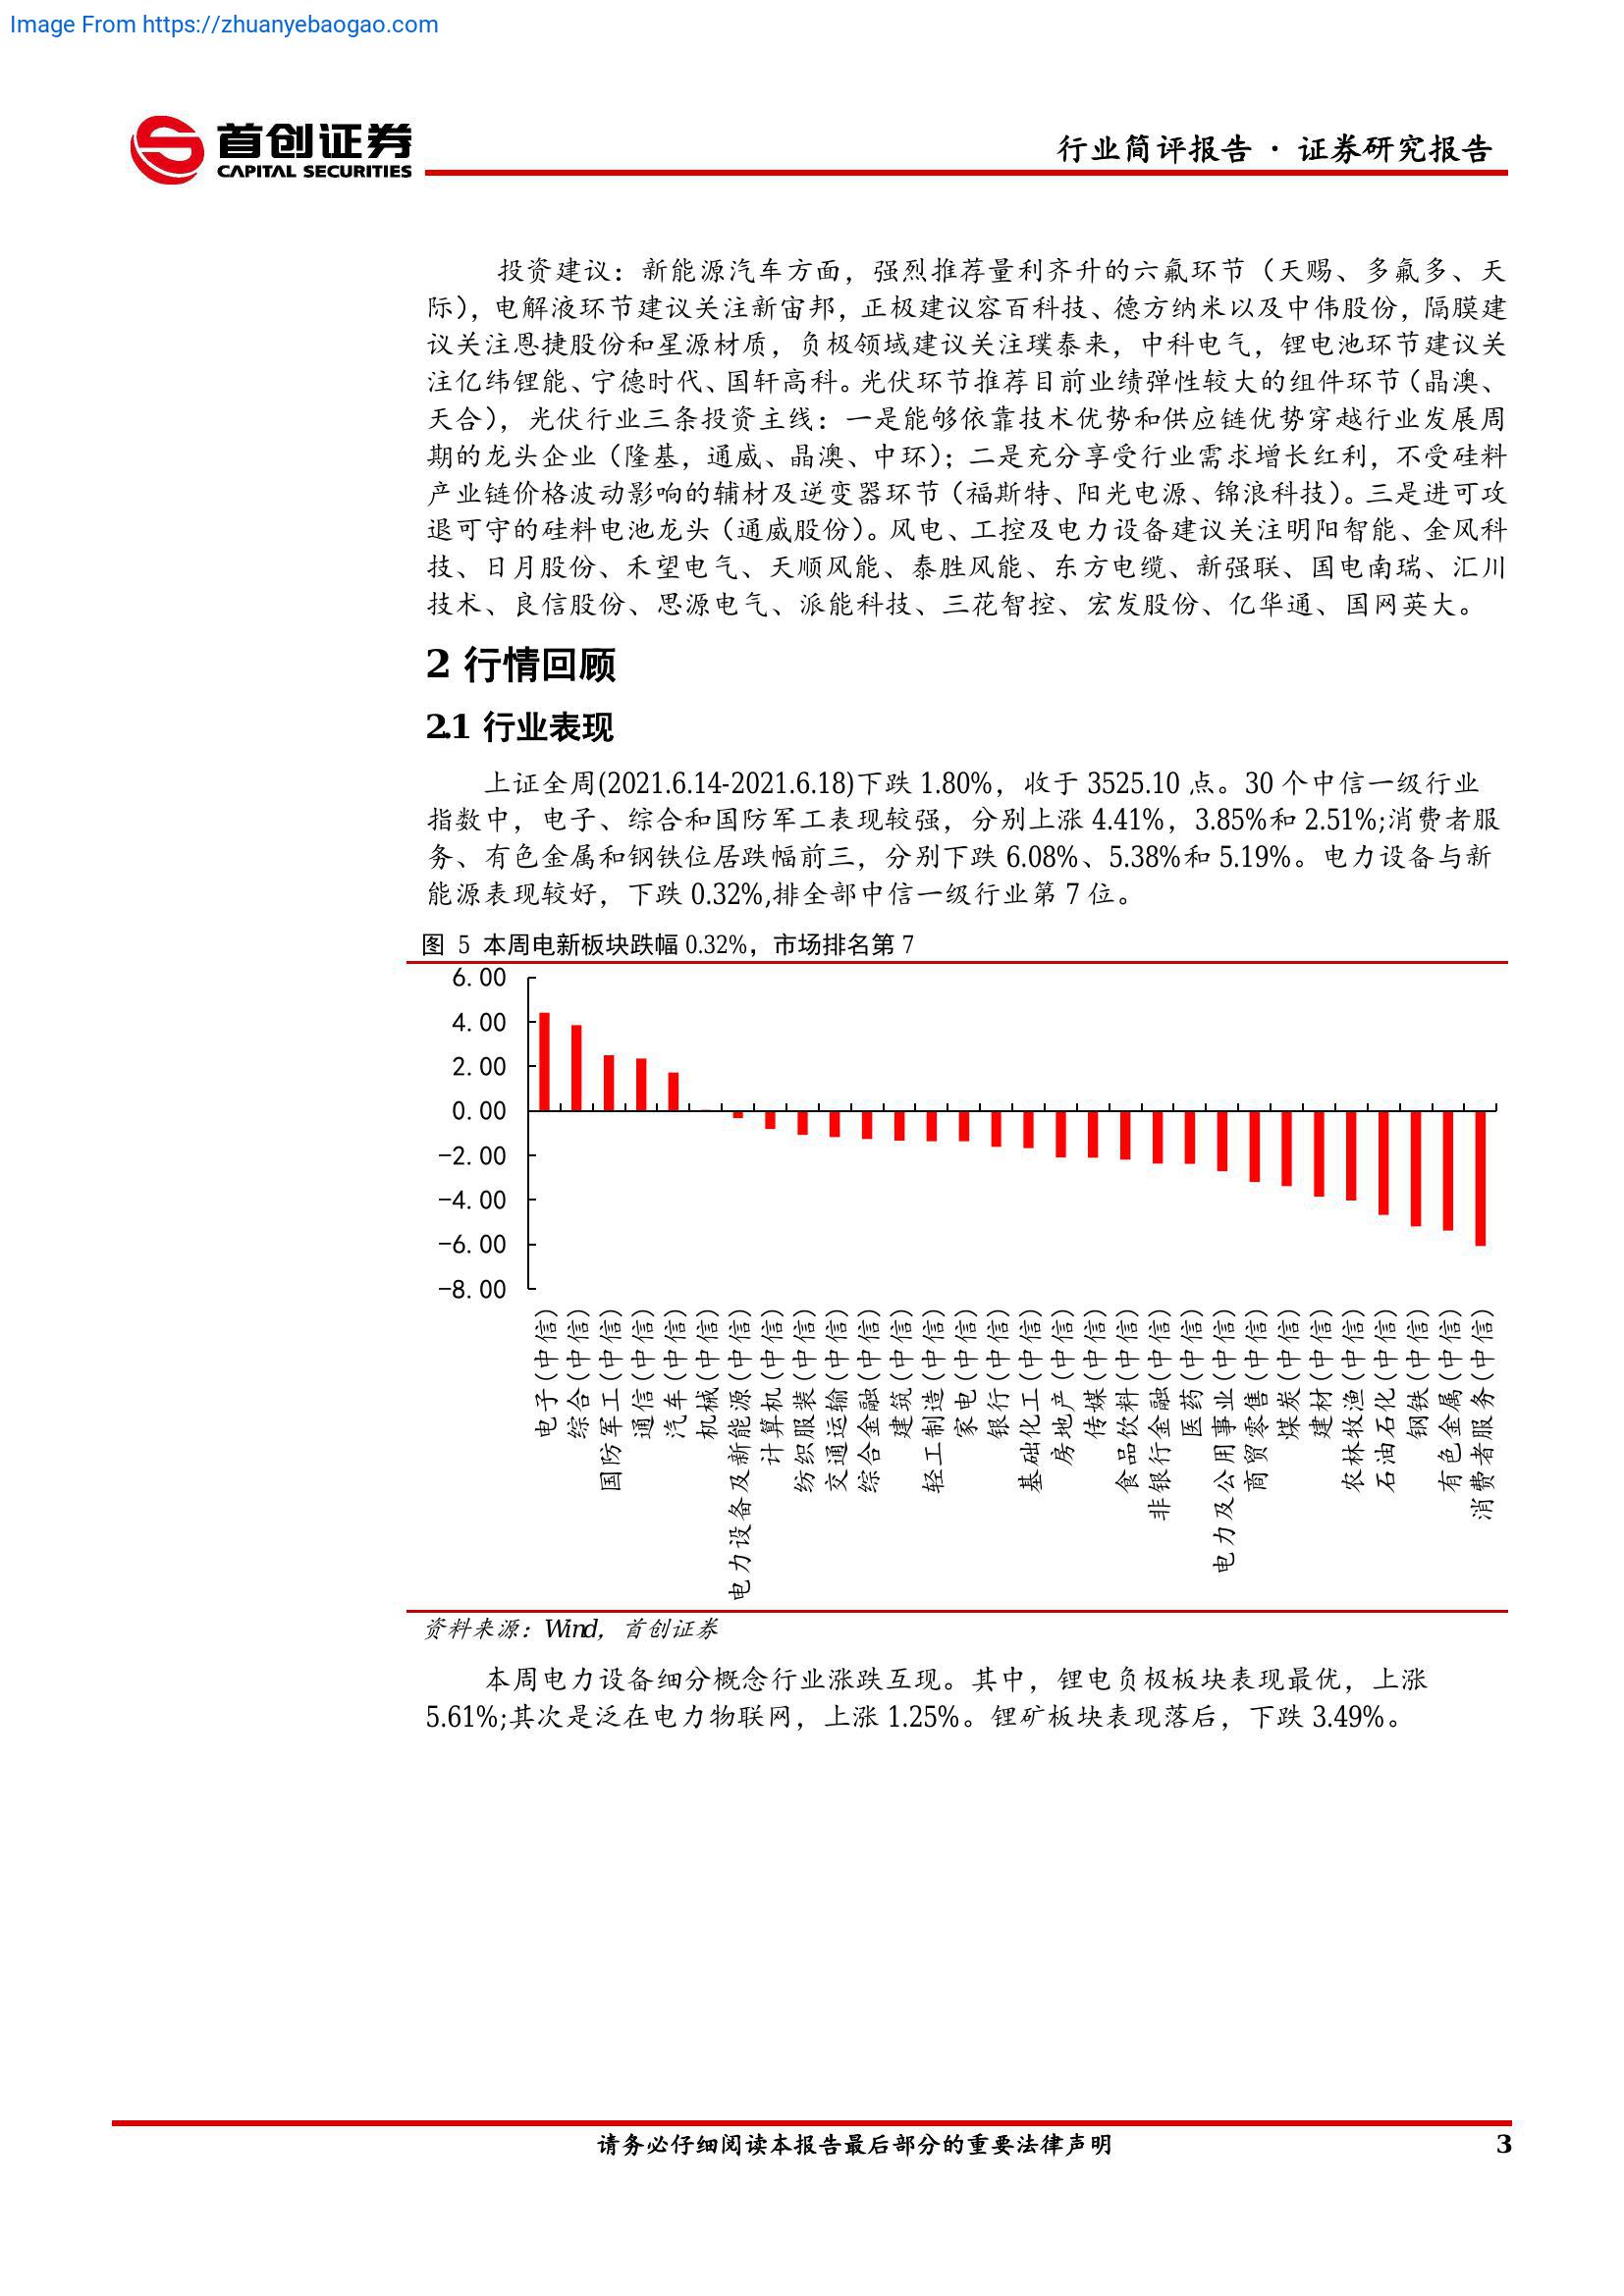 Image From https://zhuanyebaogao.com
首创证券
CAPITAL SECURITIES
行业简评报告 · 证券研究报告
投资建议：新能源汽车方面，强烈推荐量利齐升的六氟环节（天赐、多氟多、天
际），电解液环节建议关注新宙邦，正极建议容百科技、德方纳米以及中伟股份，隔膜建
议关注恩捷股份和星源材质，负极领域建议关注璞泰来，中科电气，锂电池环节建议关
注亿纬锂能、宁德时代、国轩高科。光伏环节推荐目前业绩弹性较大的组件环节（晶澳、
天合），光伏行业三条投资主线：一是能够依靠技术优势和供应链优势穿越行业发展周
期的龙头企业（隆基，通威、晶澳、中环）；二是充分享受行业需求增长红利，不受硅料
产业链价格波动影响的辅材及逆变器环节（福斯特、阳光电源、锦浪科技）。三是进可攻
退可守的硅料电池龙头（通威股份）。风电、工控及电力设备建议关注明阳智能、金风科
技、日月股份、禾望电气、天顺风能、泰胜风能、东方电缆、新强联、国电南瑞、汇川
技术、良信股份、思源电气、派能科技、三花智控、宏发股份、亿华通、国网英大。
2 行情回顾
2.1 行业表现
上证全周(2021.6.14-2021.6.18)下跌 1.80%，收于 3525.10 点。30 个中信一级行业
指数中，电子、综合和国防军工表现较强，分别上涨 4.41%，3.85%和 2.51%;消费者服
务、有色金属和钢铁位居跌幅前三，分别下跌 6.08%、5.38%和 5.19%。电力设备与新
能源表现较好，下跌 0.32%,排全部中信一级行业第 7 位。
图 5 本周电新板块跌幅 0.32%，市场排名第 7
6.00
4.00
2.00
0.00
-2.00
-4.00
-6.00
-8.00
电子(中信)
综合(中信)
国防军工(中信)
通信(中信)
汽车(中信)
机械(中信)
电力设备及新能源(中信)
计算机(中信)
纺织服装(中信)
交通运输(中信)
综合金融(中信)
建筑(中信)
轻工制造(中信)
家电(中信)
银行(中信)
基础化工(中信)
房地产(中信)
传媒(中信)
食品饮料(中信)
非银行金融(中信)
医药(中信)
电力及公用事业(中信)
商贸零售(中信)
煤炭(中信)
建材(中信)
农林牧渔(中信)
石油石化(中信)
钢铁(中信)
有色金属(中信)
消费者服务(中信)
资料来源：Wind，首创证券
本周电力设备细分概念行业涨跌互现。其中，锂电负极板块表现最优，上涨
5.61%;其次是泛在电力物联网，上涨 1.25%。锂矿板块表现落后，下跌 3.49%。
请务必仔细阅读本报告最后部分的重要法律声明
3